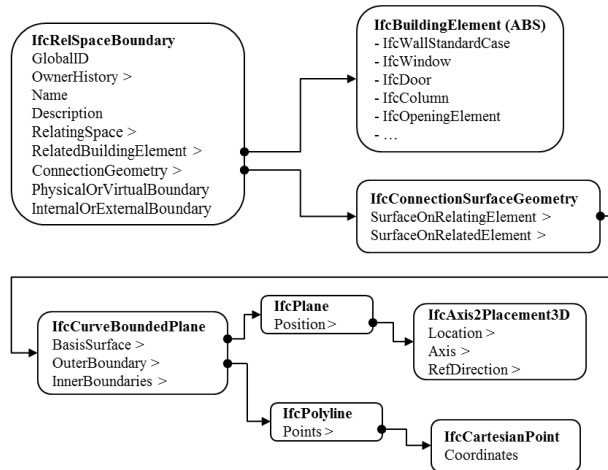 IfcRelSpaceBoundary
GlobalID
OwnerHistory >
Name
Description
RelatingSpace >
RelatedBuildingElement >
ConnectionGeometry >
PhysicalOrVirtualBoundary
InternalOrExternalBoundary
IfcBuildingElement (ABS)
- IfcWallStandardCase
- IfcWindow
- IfcDoor
- IfcColumn
- IfcOpeningElement
- …
IfcConnectionSurfaceGeometry
SurfaceOnRelatingElement >
SurfaceOnRelatedElement >
IfcCurveBoundedPlane
BasisSurface >
OuterBoundary >
InnerBoundaries >
IfcPlane
Position >
IfcAxis2Placement3D
Location >
Axis >
RefDirection >
IfcPolyline
Points >
IfcCartesianPoint
Coordinates